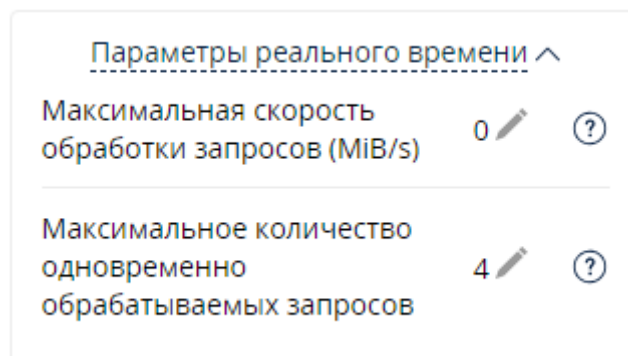 Параметры реального времени
Максимальная скорость
обработки запросов (MiB/s)
0
?
Максимальное количество
одновременно
обрабатываемых запросов
4
?